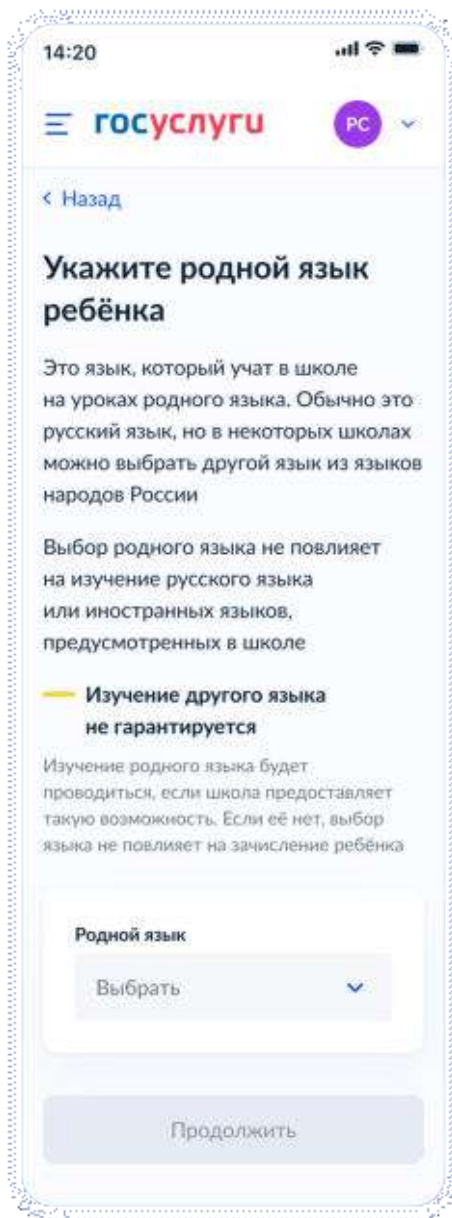 14:20
госуслуги
РС
Назад
Укажите родной язык
ребёнка
Это язык, который учат в школе
на уроках родного языка. Обычно это
русский язык, но в некоторых школах
можно выбрать другой язык из языков
народов России
Выбор родного языка не повлияет
на изучение русского языка
или иностранных языков,
предусмотренных в школе
Изучение другого языка
не гарантируется
Изучение родного языка будет
проводиться, если школа предоставляет
такую возможность. Если её нет, выбор
языка не повлияет на зачисление ребёнка
Родной язык
Выбрать
Продолжить